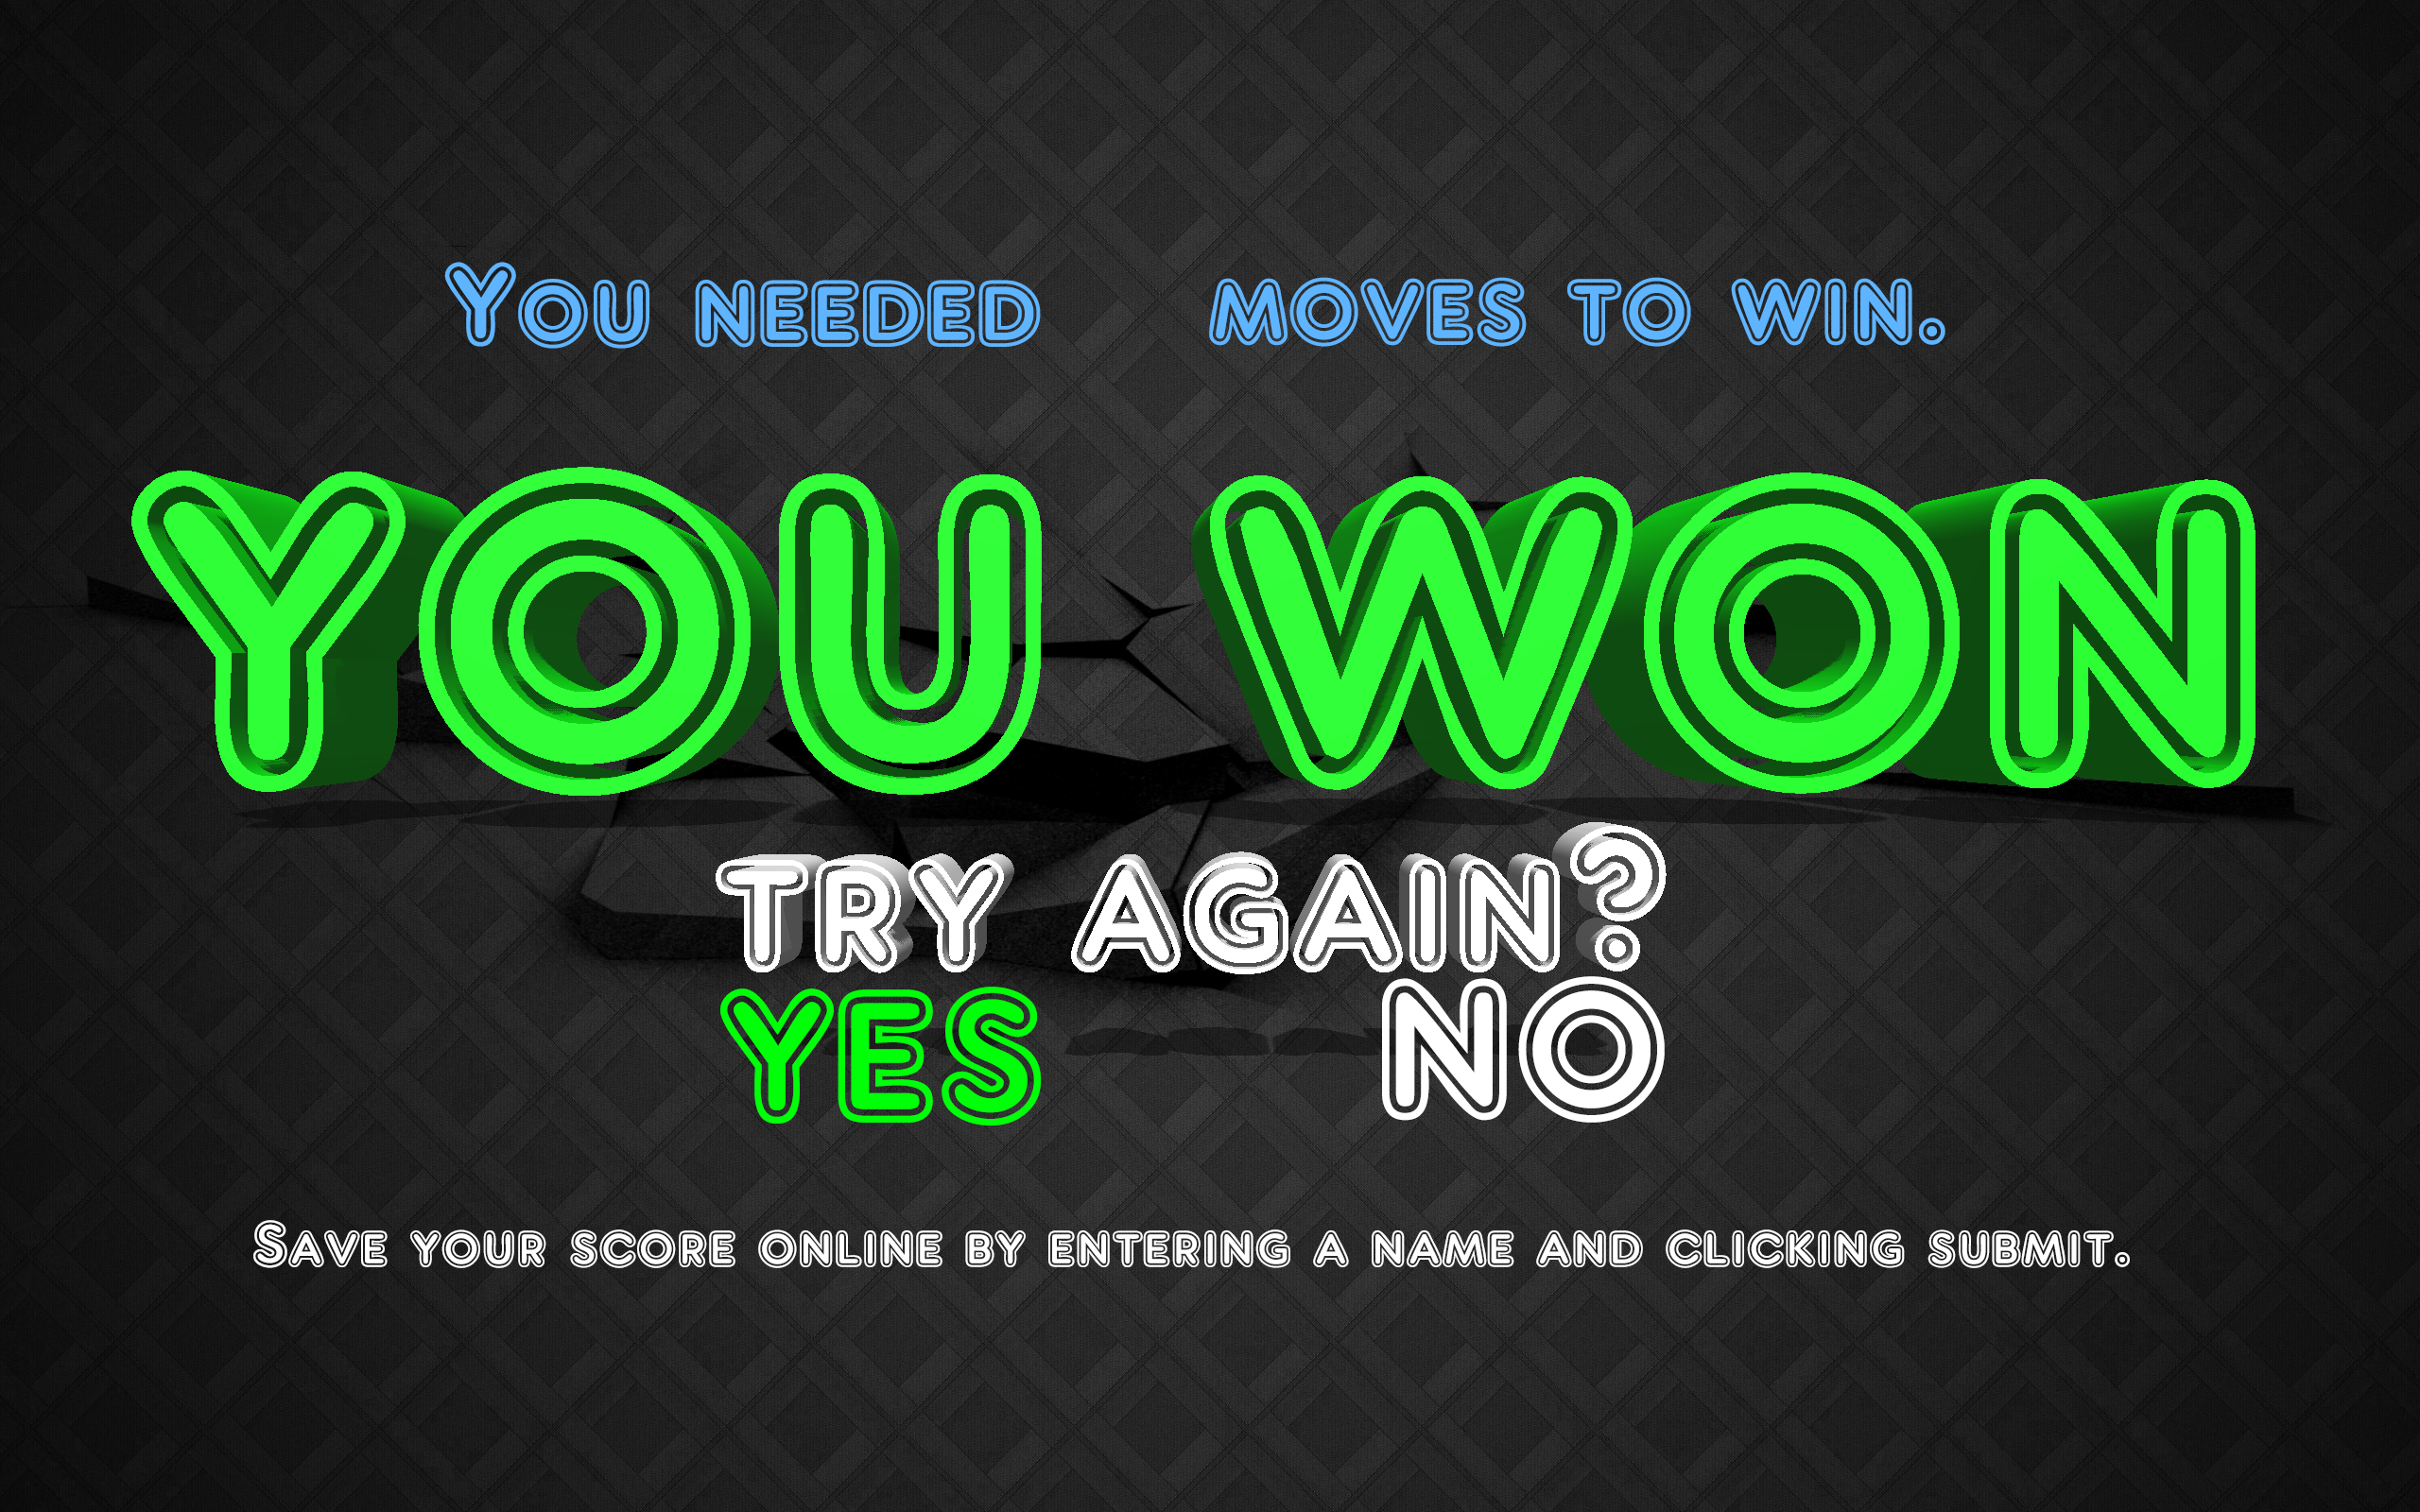 You needed moves to win.
YOU WON
TRY AGAIN?
YES NO
Save your score online by entering a name and clicking submit.